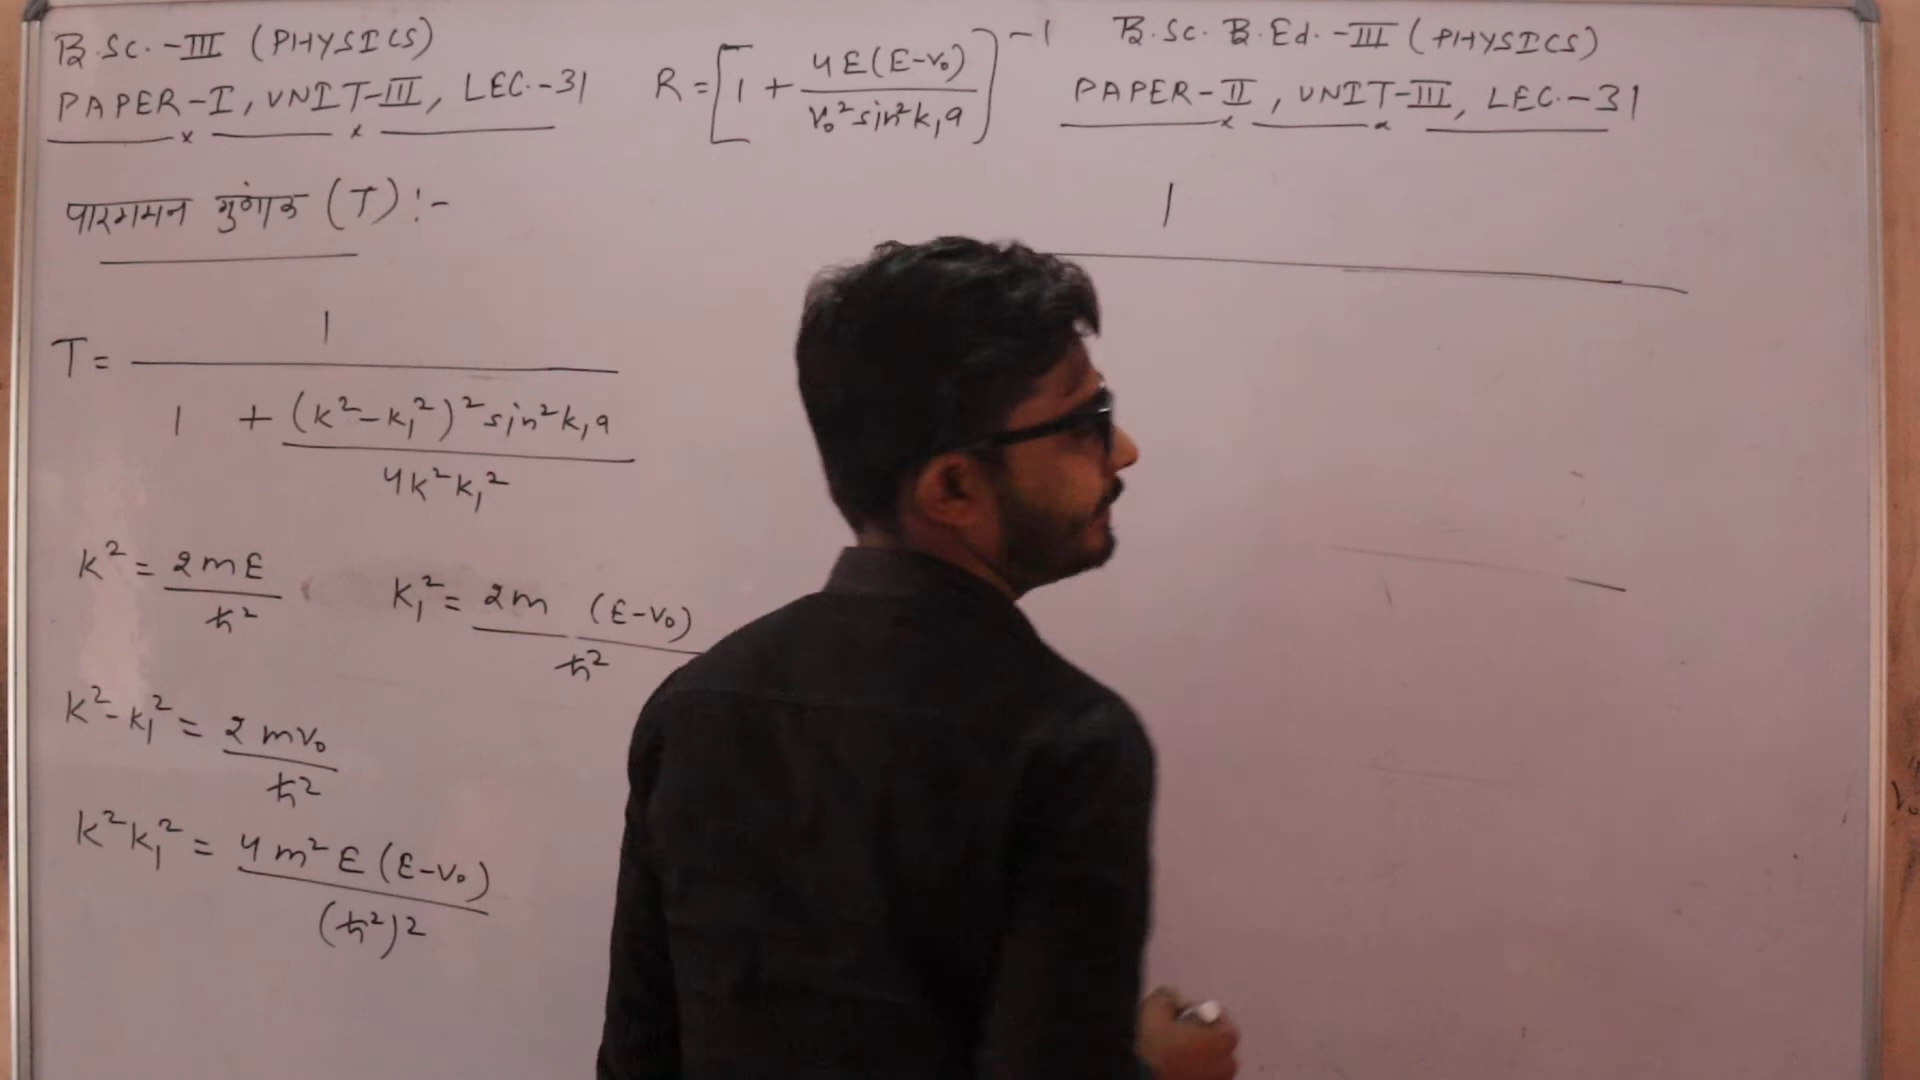 B.Sc.-III (PHYSICS)
PAPER-I, UNIT-III, LEC.-31
R = [1 + 4E(E-V₀) / V₀² sin² k₁a]⁻¹
B.Sc. B.Ed.-III (PHYSICS)
PAPER-II, UNIT-III, LEC.-31
पारगमन गुणांक (T) :-
T = 1 / 1 + (k²-k₁²)² sin² k₁a / 4k²k₁²
k² = 2mE / ħ²
k₁² = 2m (E-V₀) / ħ²
k²-k₁² = 2mV₀ / ħ²
k²k₁² = 4m²E(E-V₀) / (ħ²)²
1